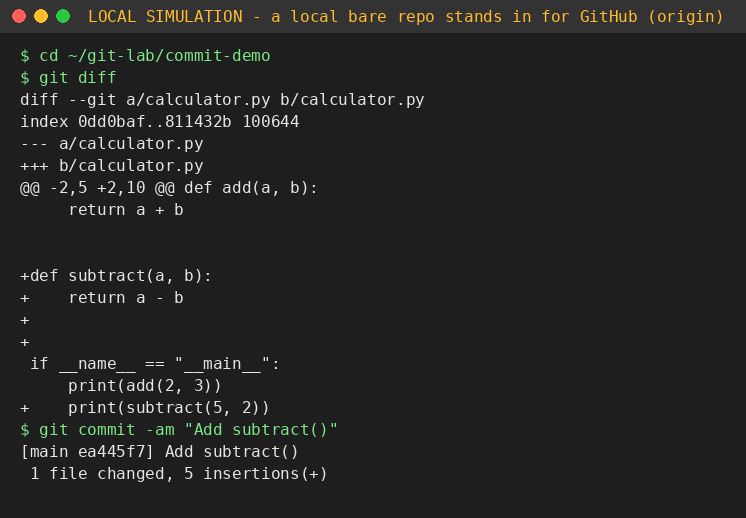 LOCAL SIMULATION - a local bare repo stands in for GitHub (origin)
$ cd ~/git-lab/commit-demo
$ git diff
diff --git a/calculator.py b/calculator.py
index 0dd0baf..811432b 100644
--- a/calculator.py
+++ b/calculator.py
@@ -2,5 +2,10 @@ def add(a, b):
     return a + b


+def subtract(a, b):
+    return a - b
+
+
 if __name__ == "__main__":
     print(add(2, 3))
+    print(subtract(5, 2))
$ git commit -am "Add subtract()"
[main ea445f7] Add subtract()
 1 file changed, 5 insertions(+)